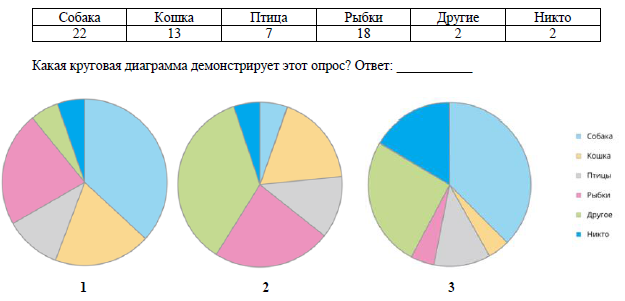 Собака Кошка Птица Рыбки Другие Никто
22 13 7 18 2 2
Какая круговая диаграмма демонстрирует этот опрос? Ответ: ___________
Собака
Кошка
Птицы
Рыбки
Другое
Никто
1 2 3